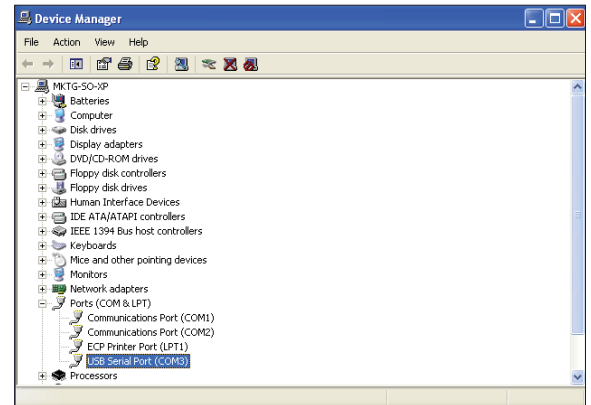 Device Manager
File Action View Help
MKTG-SO-XP
Batteries
Computer
Disk drives
Display adapters
DVD/CD-ROM drives
Floppy disk controllers
Floppy disk drives
Human Interface Devices
IDE ATA/ATAPI controllers
IEEE 1394 Bus host controllers
Keyboards
Mice and other pointing devices
Monitors
Network adapters
Ports (COM & LPT)
Communications Port (COM1)
Communications Port (COM2)
ECP Printer Port (LPT1)
USB Serial Port (COM3)
Processors